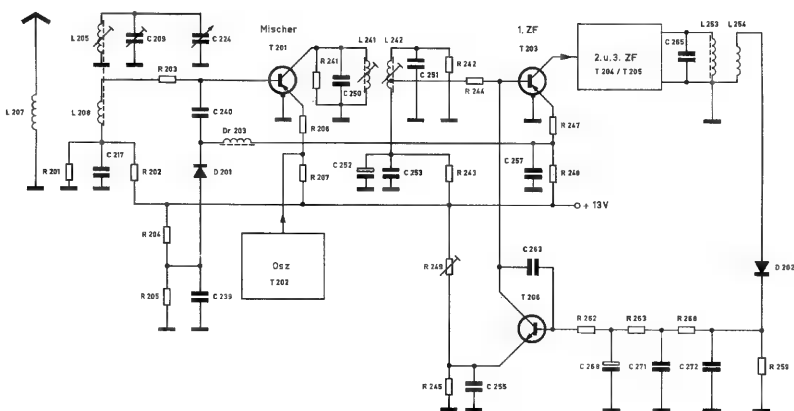 Mischer
1. ZF
L 205
C 209
C 224
T 201
L 241
L 242
T 203
L 253
L 254
C 265
2. u. 3. ZF
T 204 / T 205
R 203
R 241
C 250
C 251
R 242
R 244
L 207
L 208
C 240
R 206
R 247
Dr 203
R 201
C 217
R 202
D 201
R 207
C 252
C 253
R 243
C 257
R 248
+ 13V
R 204
R 205
C 239
Osz
T 202
R 249
C 263
T 206
D 202
R 262
R 263
R 268
C 268
C 271
C 272
R 259
R 245
C 255